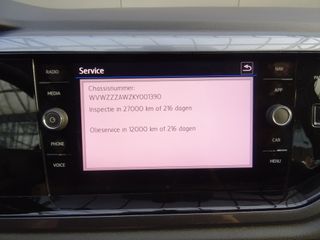 Service
RADIO
NAV
Chassisnummer:
WVWZZZAWZKY001390
MEDIA
APP
Inspectie in 27000 km of 216 dagen
Olieservice in 12000 km of 216 dagen
PHONE
CAR
VOICE
MENU